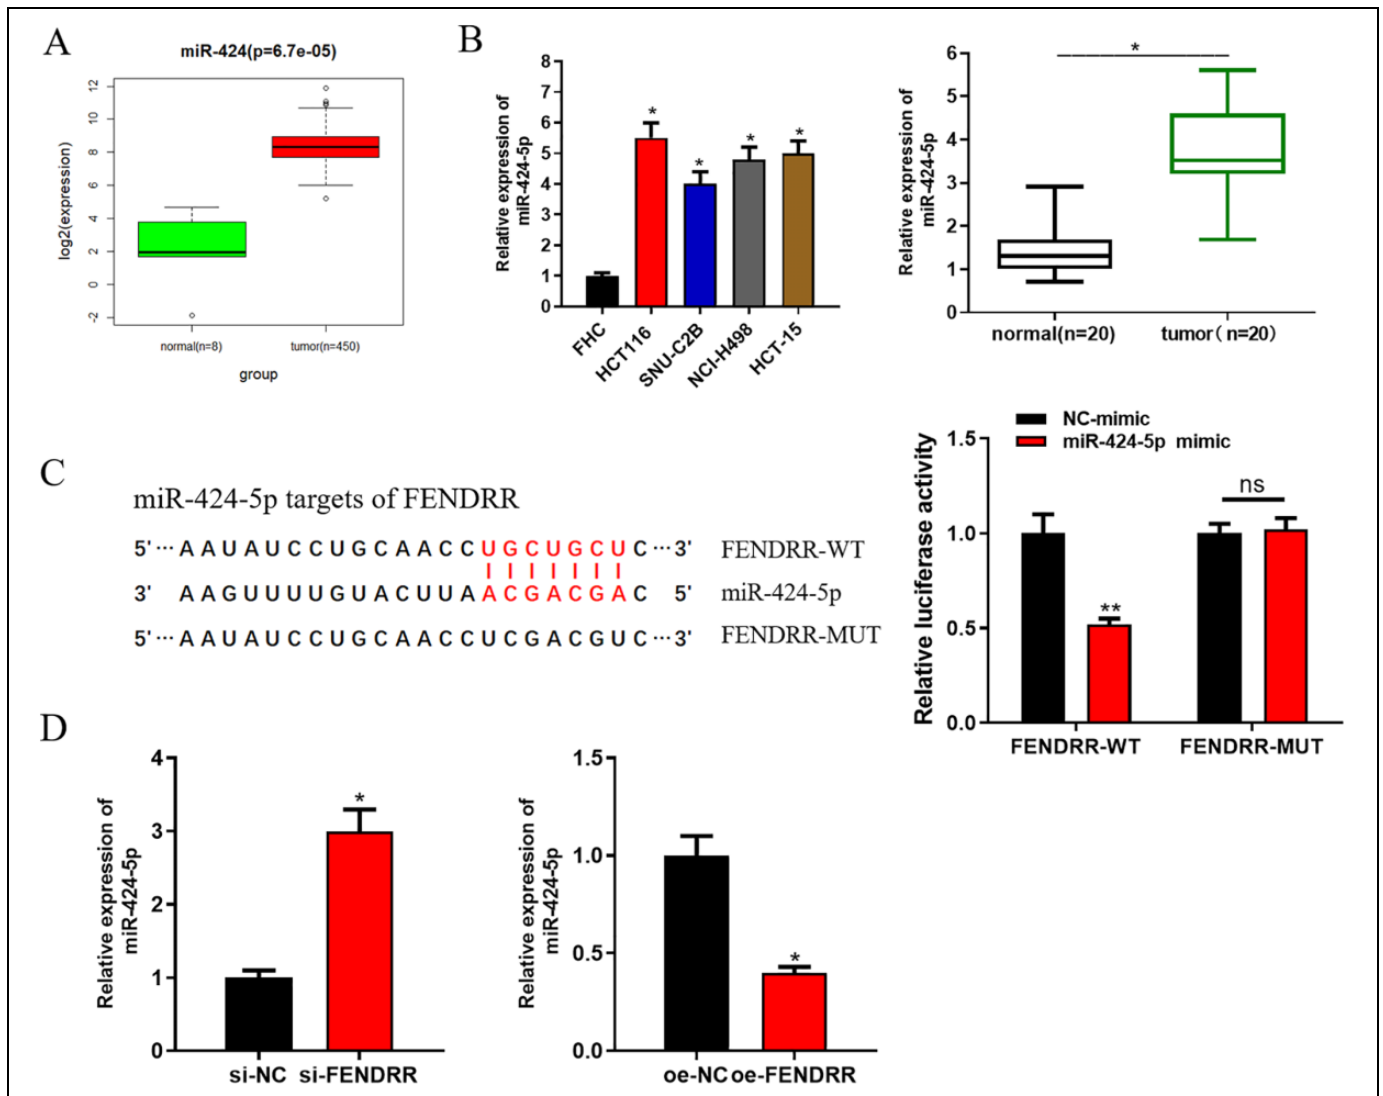 A
miR-424(p=6.7e-05)
log2(expression)
12
10
8
6
4
2
0
-2
normal(n=8)
tumor(n=450)
group
B
Relative expression of
miR-424-5p
8
7
6
5
4
3
2
1
0
*
*
*
*
FHC
HCT116
SNU-C2B
NCI-H498
HCT-15
Relative expression of
miR-424-5p
6
5
4
3
2
1
0
*
normal(n=20)
tumor( n=20)
C
miR-424-5p targets of FENDRR
5'···AAUAUCCUGCAACCUGCUGCUC···3' FENDRR-WT
3' AAGUUUUGUACUUAACGACGAC 5' miR-424-5p
5'···AAUAUCCUGCAACCUCGACGUC···3' FENDRR-MUT
NC-mimic
miR-424-5p mimic
Relative luciferase activity
1.5
1.0
0.5
0.0
**
ns
FENDRR-WT
FENDRR-MUT
D
Relative expression of
miR-424-5p
4
3
2
1
0
*
si-NC
si-FENDRR
Relative expression of
miR-424-5p
1.5
1.0
0.5
0.0
*
oe-NC
oe-FENDRR